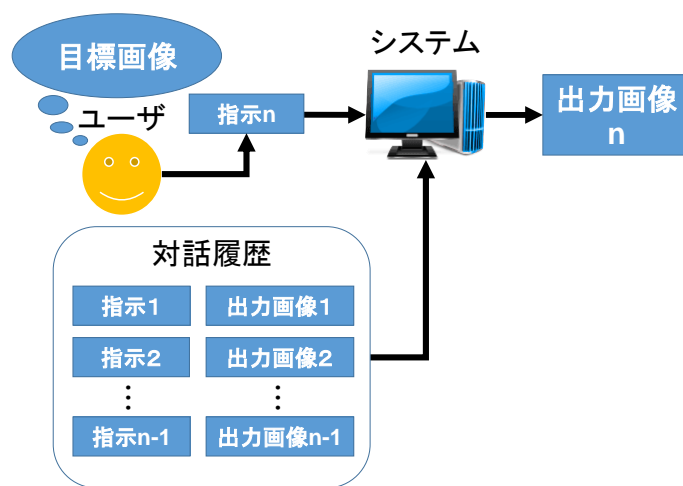 目標画像
ユーザ
指示n
システム
出力画像
n
対話履歴
指示１
出力画像１
指示２
出力画像２
⋮
⋮
指示n-1
出力画像n-1